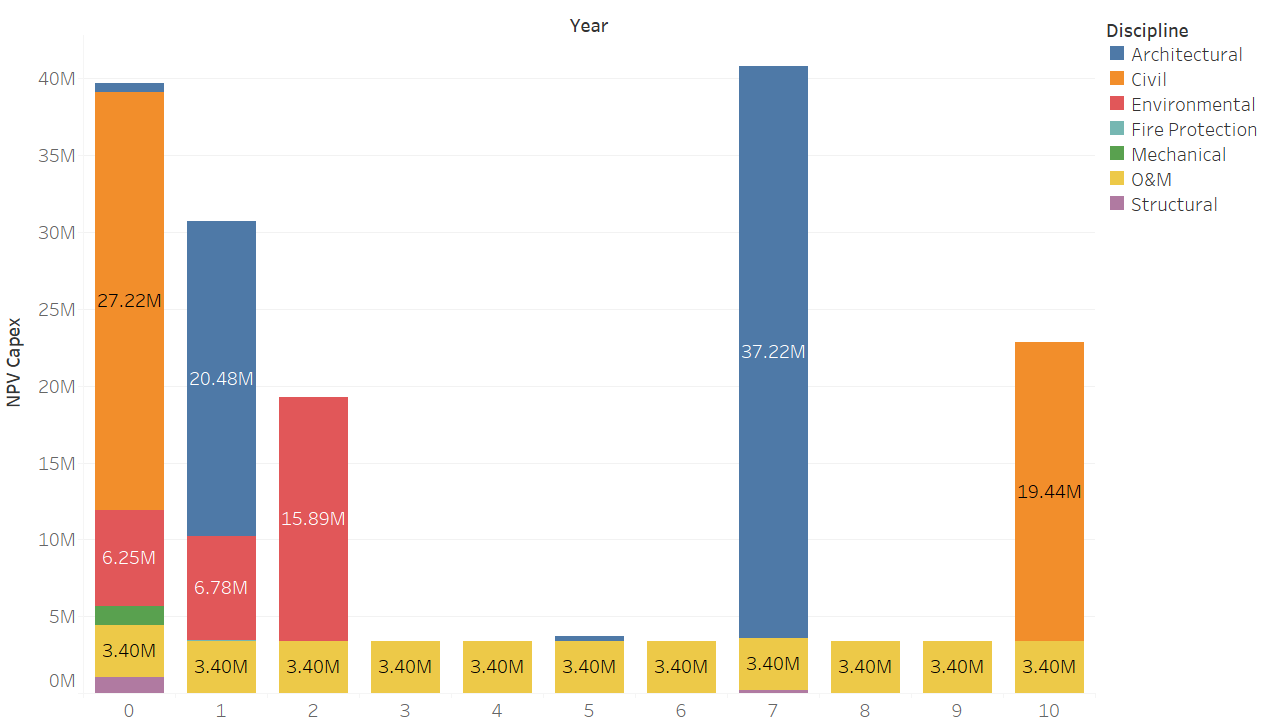 Year
Discipline
Architectural
Civil
Environmental
Fire Protection
Mechanical
O&M
Structural
NPV Capex
40M
35M
30M
25M
20M
15M
10M
5M
0M
27.22M
6.25M
3.40M
20.48M
6.78M
3.40M
15.89M
3.40M
3.40M
3.40M
3.40M
3.40M
37.22M
3.40M
3.40M
3.40M
19.44M
3.40M
0 1 2 3 4 5 6 7 8 9 10